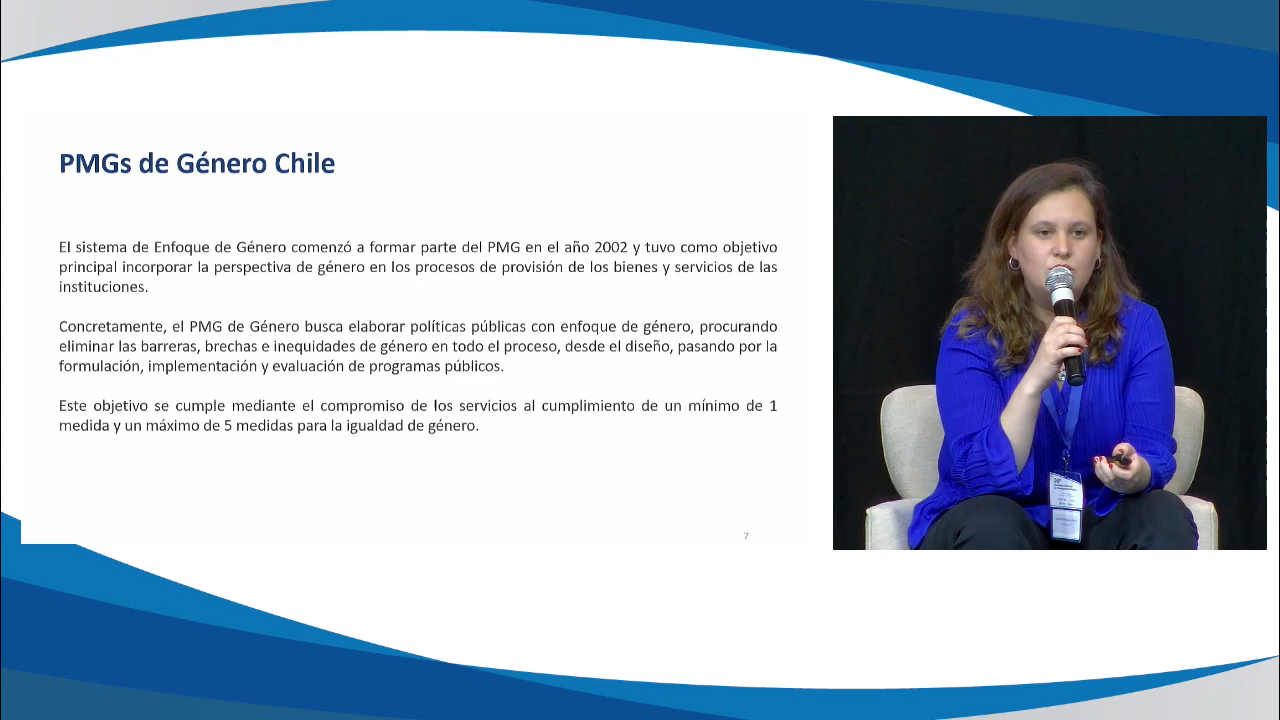 PMGs de Género Chile
El sistema de Enfoque de Género comenzó a formar parte del PMG en el año 2002 y tuvo como objetivo
principal incorporar la perspectiva de género en los procesos de provisión de los bienes y servicios de las
instituciones.
Concretamente, el PMG de Género busca elaborar políticas públicas con enfoque de género, procurando
eliminar las barreras, brechas e inequidades de género en todo el proceso, desde el diseño, pasando por la
formulación, implementación y evaluación de programas públicos.
Este objetivo se cumple mediante el compromiso de los servicios al cumplimiento de un mínimo de 1
medida y un máximo de 5 medidas para la igualdad de género.
7